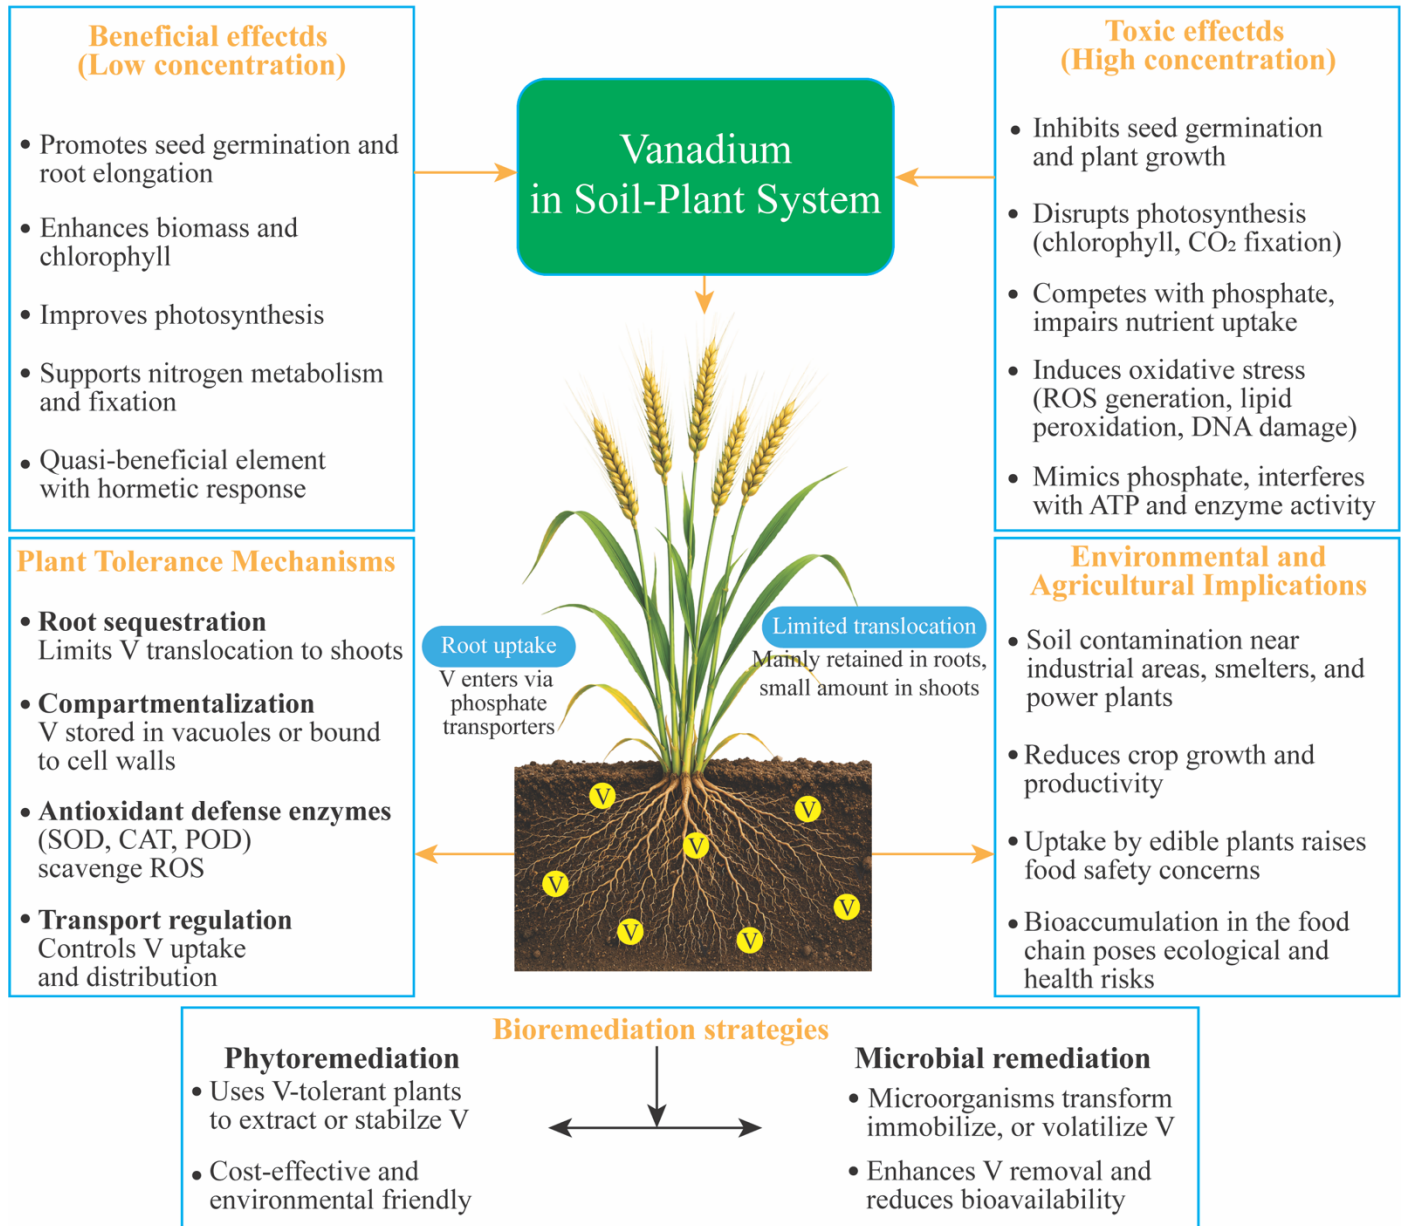 Beneficial effectds
(Low concentration)
• Promotes seed germination and
root elongation
• Enhances biomass and
chlorophyll
• Improves photosynthesis
• Supports nitrogen metabolism
and fixation
• Quasi-beneficial element
with hormetic response
Vanadium
in Soil-Plant System
Toxic effectds
(High concentration)
• Inhibits seed germination
and plant growth
• Disrupts photosynthesis
(chlorophyll, CO₂ fixation)
• Competes with phosphate,
impairs nutrient uptake
• Induces oxidative stress
(ROS generation, lipid
peroxidation, DNA damage)
• Mimics phosphate, interferes
with ATP and enzyme activity
Plant Tolerance Mechanisms
• Root sequestration
Limits V translocation to shoots
• Compartmentalization
V stored in vacuoles or bound
to cell walls
• Antioxidant defense enzymes
(SOD, CAT, POD)
scavenge ROS
• Transport regulation
Controls V uptake
and distribution
Root uptake
V enters via
phosphate
transporters
Limited translocation
Mainly retained in roots,
small amount in shoots
V
V
V
V
V
V
V
Environmental and
Agricultural Implications
• Soil contamination near
industrial areas, smelters, and
power plants
• Reduces crop growth and
productivity
• Uptake by edible plants raises
food safety concerns
• Bioaccumulation in the food
chain poses ecological and
health risks
Bioremediation strategies
Phytoremediation
• Uses V-tolerant plants
to extract or stabilze V
• Cost-effective and
environmental friendly
Microbial remediation
• Microorganisms transform
immobilize, or volatilize V
• Enhances V removal and
reduces bioavailability